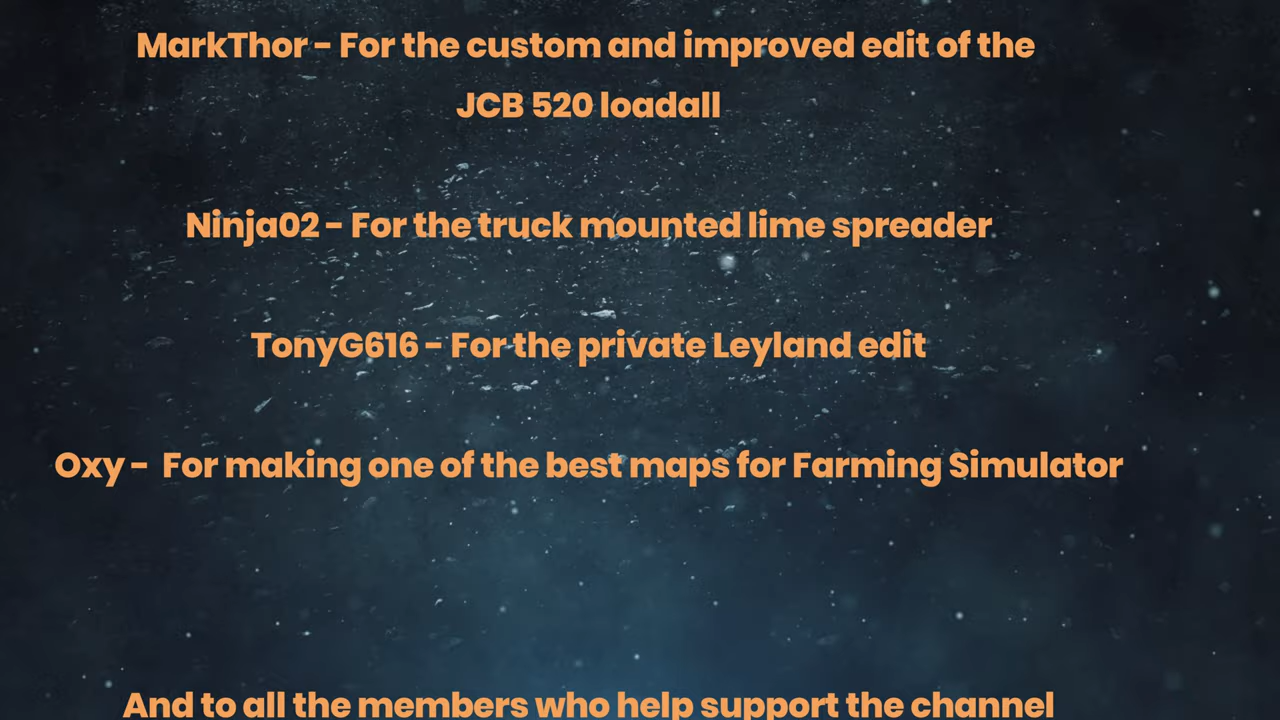 MarkThor - For the custom and improved edit of the
JCB 520 loadall
Ninja02 - For the truck mounted lime spreader
TonyG616 - For the private Leyland edit
Oxy - For making one of the best maps for Farming Simulator
And to all the members who help support the channel